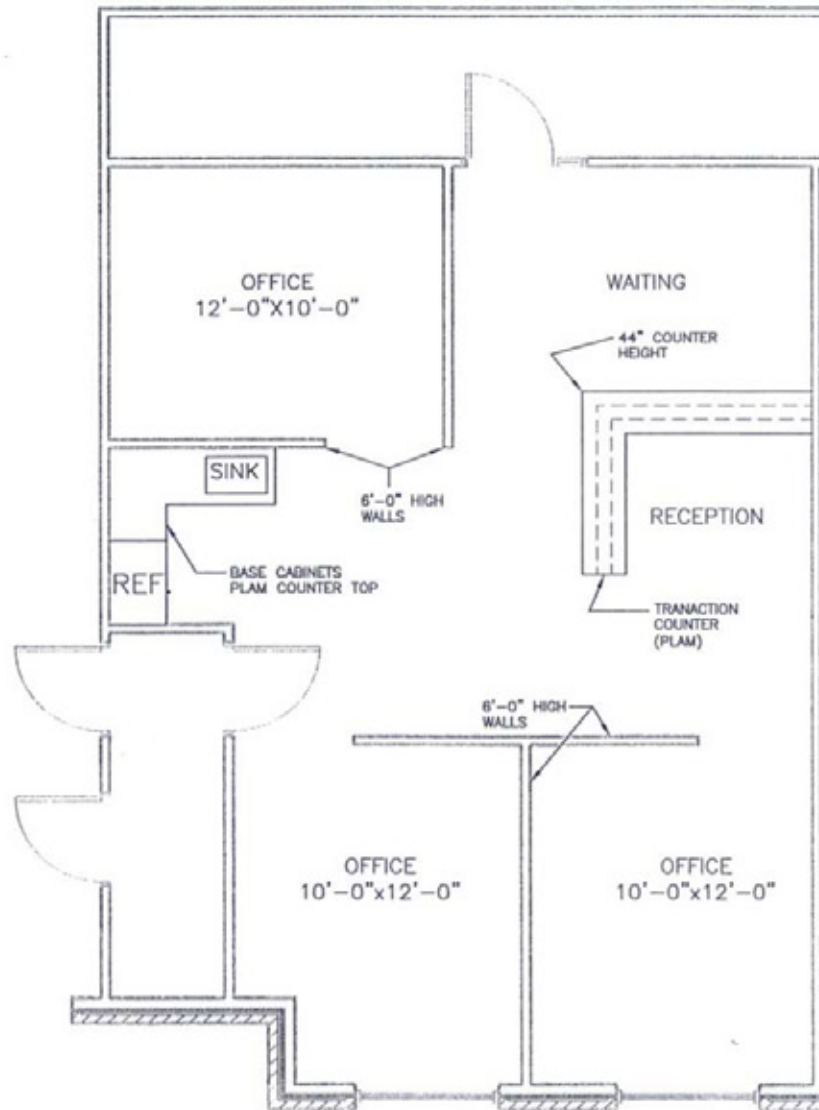 OFFICE
12'-0"X10'-0"
WAITING
44" COUNTER
HEIGHT
SINK
6'-0" HIGH
WALLS
RECEPTION
REF
BASE CABINETS
PLAM COUNTER TOP
TRANACTION
COUNTER
(PLAM)
6'-0" HIGH
WALLS
OFFICE
10'-0"x12'-0"
OFFICE
10'-0"x12'-0"